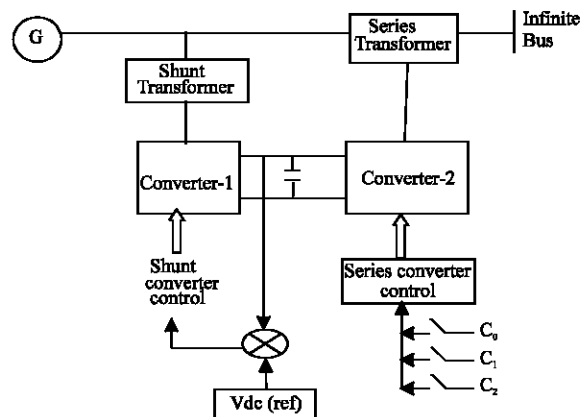 G
Series
Transformer
Infinite
Bus
Shunt
Transformer
Converter-1
Converter-2
Shunt
converter
control
Series converter
control
C₀
C₁
C₂
Vdc (ref)